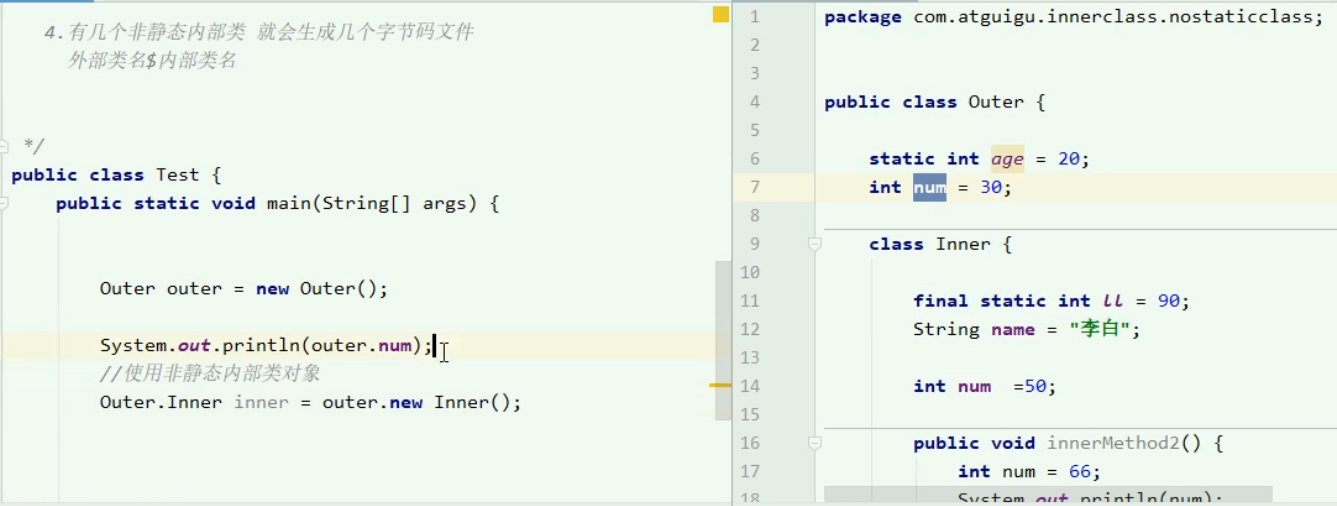 4.有几个非静态内部类 就会生成几个字节码文件
外部类名$内部类名
*/
public class Test {
public static void main(String[] args) {
Outer outer = new Outer();
System.out.println(outer.num);
//使用非静态内部类对象
Outer.Inner inner = outer.new Inner();
1 package com.atguigu.innerclass.nostaticclass;
2
3
4 public class Outer {
5
6 static int age = 20;
7 int num = 30;
8
9 class Inner {
10
11 final static int ll = 90;
12 String name = "李白";
13
14 int num  =50;
15
16 public void innerMethod2() {
17 int num = 66;
18 System.out.println(num);